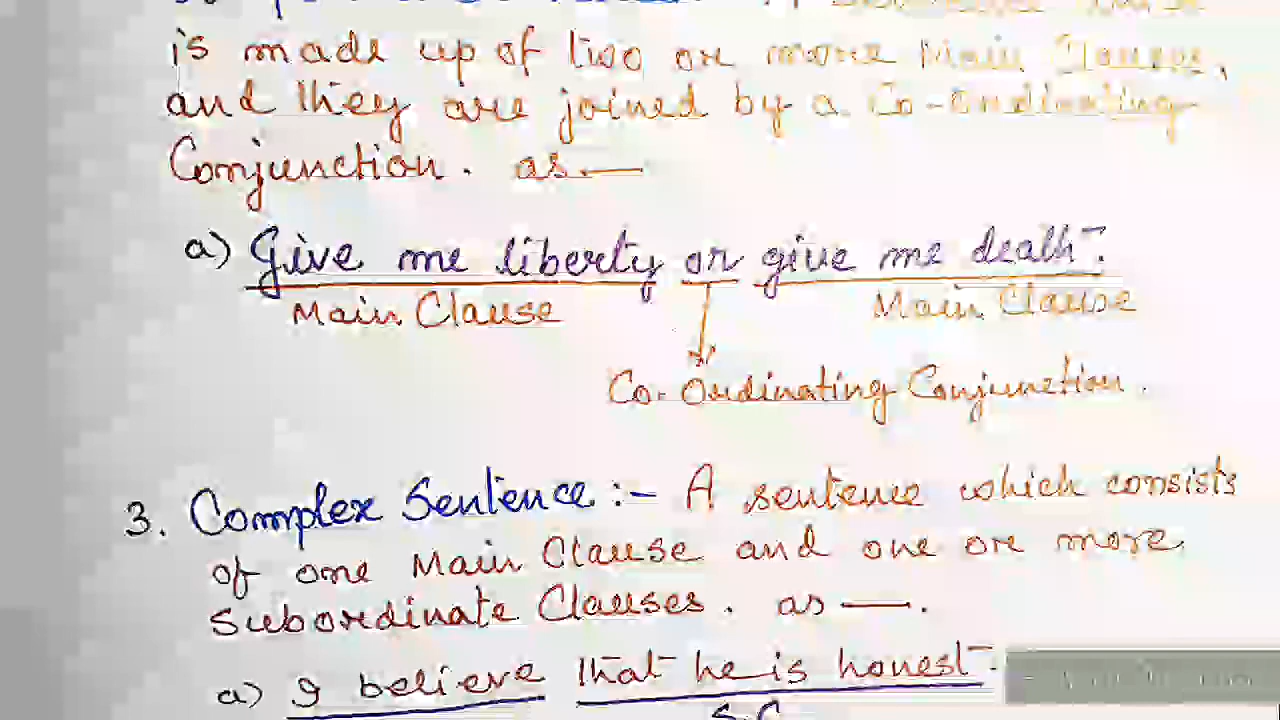 is made up of two or more Main Clauses,
and they are joined by a Co-ordinating
Conjunction. as —
a) Give me liberty or give me death.
Main Clause Main Clause
Co-Ordinating Conjunction.
3. Complex Sentence :- A sentence which consists
of one Main Clause and one or more
Subordinate Clauses. as —.
a) I believe that he is honest.
S.C